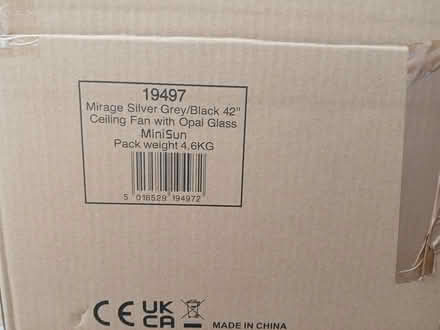 19497
Mirage Silver Grey/Black 42"
Ceiling Fan with Opal Glass
MiniSun
Pack weight 4.6KG
5 016529 194972
CE UK CA MADE IN CHINA